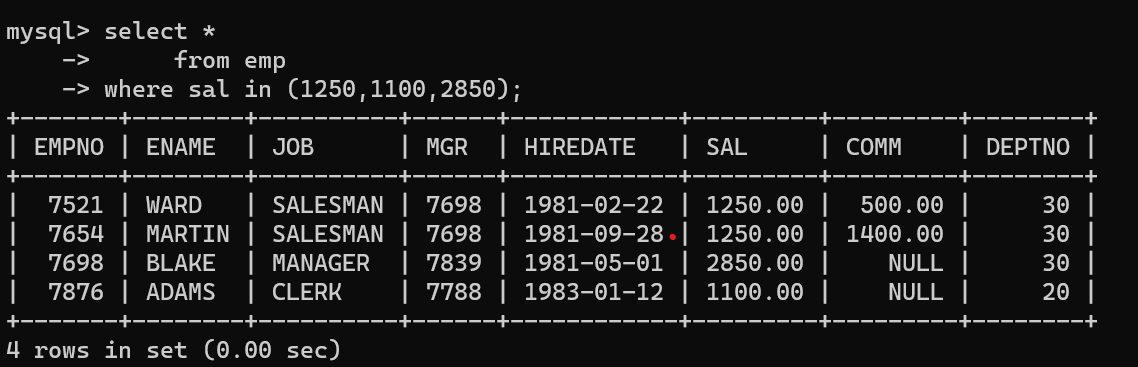 mysql> select *
    ->      from emp
    -> where sal in (1250,1100,2850);
+-------+--------+----------+------+------------+---------+---------+--------+
| EMPNO | ENAME  | JOB      | MGR  | HIREDATE   | SAL     | COMM    | DEPTNO |
+-------+--------+----------+------+------------+---------+---------+--------+
|  7521 | WARD   | SALESMAN | 7698 | 1981-02-22 | 1250.00 |  500.00 |     30 |
|  7654 | MARTIN | SALESMAN | 7698 | 1981-09-28 | 1250.00 | 1400.00 |     30 |
|  7698 | BLAKE  | MANAGER  | 7839 | 1981-05-01 | 2850.00 |    NULL |     30 |
|  7876 | ADAMS  | CLERK    | 7788 | 1983-01-12 | 1100.00 |    NULL |     20 |
+-------+--------+----------+------+------------+---------+---------+--------+
4 rows in set (0.00 sec)